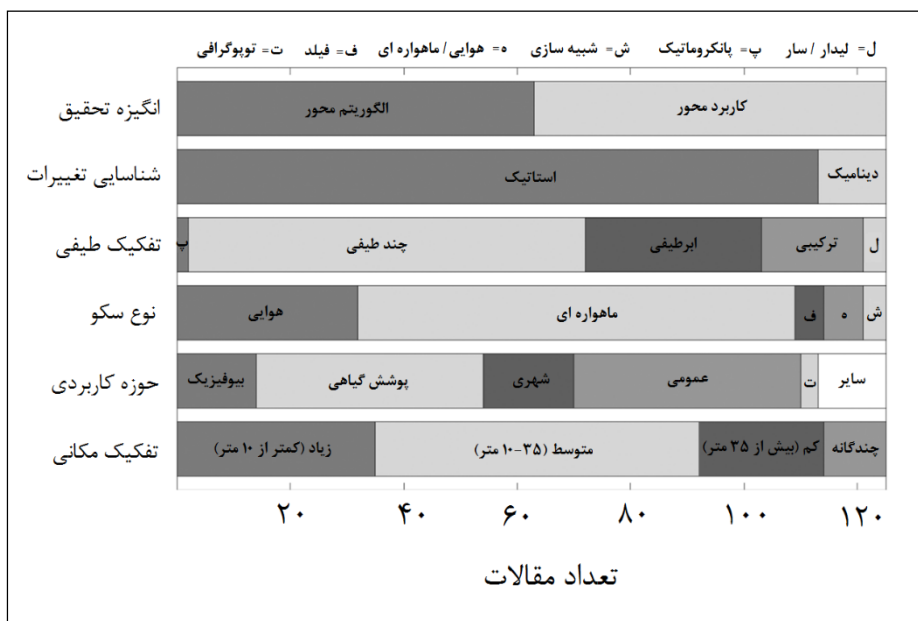 ل= لیدار /سار پ= پانکروماتیک ش= شبیه سازی ه= هوایی/ماهواره ای ف= فیلد ت= توپوگرافی
انگیزه تحقیق الگوریتم محور کاربرد محور
شناسایی تغییرات استاتیک دینامیک
تفکیک طیفی پ چند طیفی ابرطیفی ترکیبی ل
نوع سکو هوایی ماهواره ای ف ه ش
حوزه کاربردی بیوفیزیک پوشش گیاهی شهری عمومی ت سایر
تفکیک مکانی زیاد (کمتر از ۱۰ متر) متوسط (۳۵-۱۰ متر) کم (بیش از ۳۵ متر) چندگانه
۲۰ ۴۰ ۶۰ ۸۰ ۱۰۰ ۱۲۰
تعداد مقالات